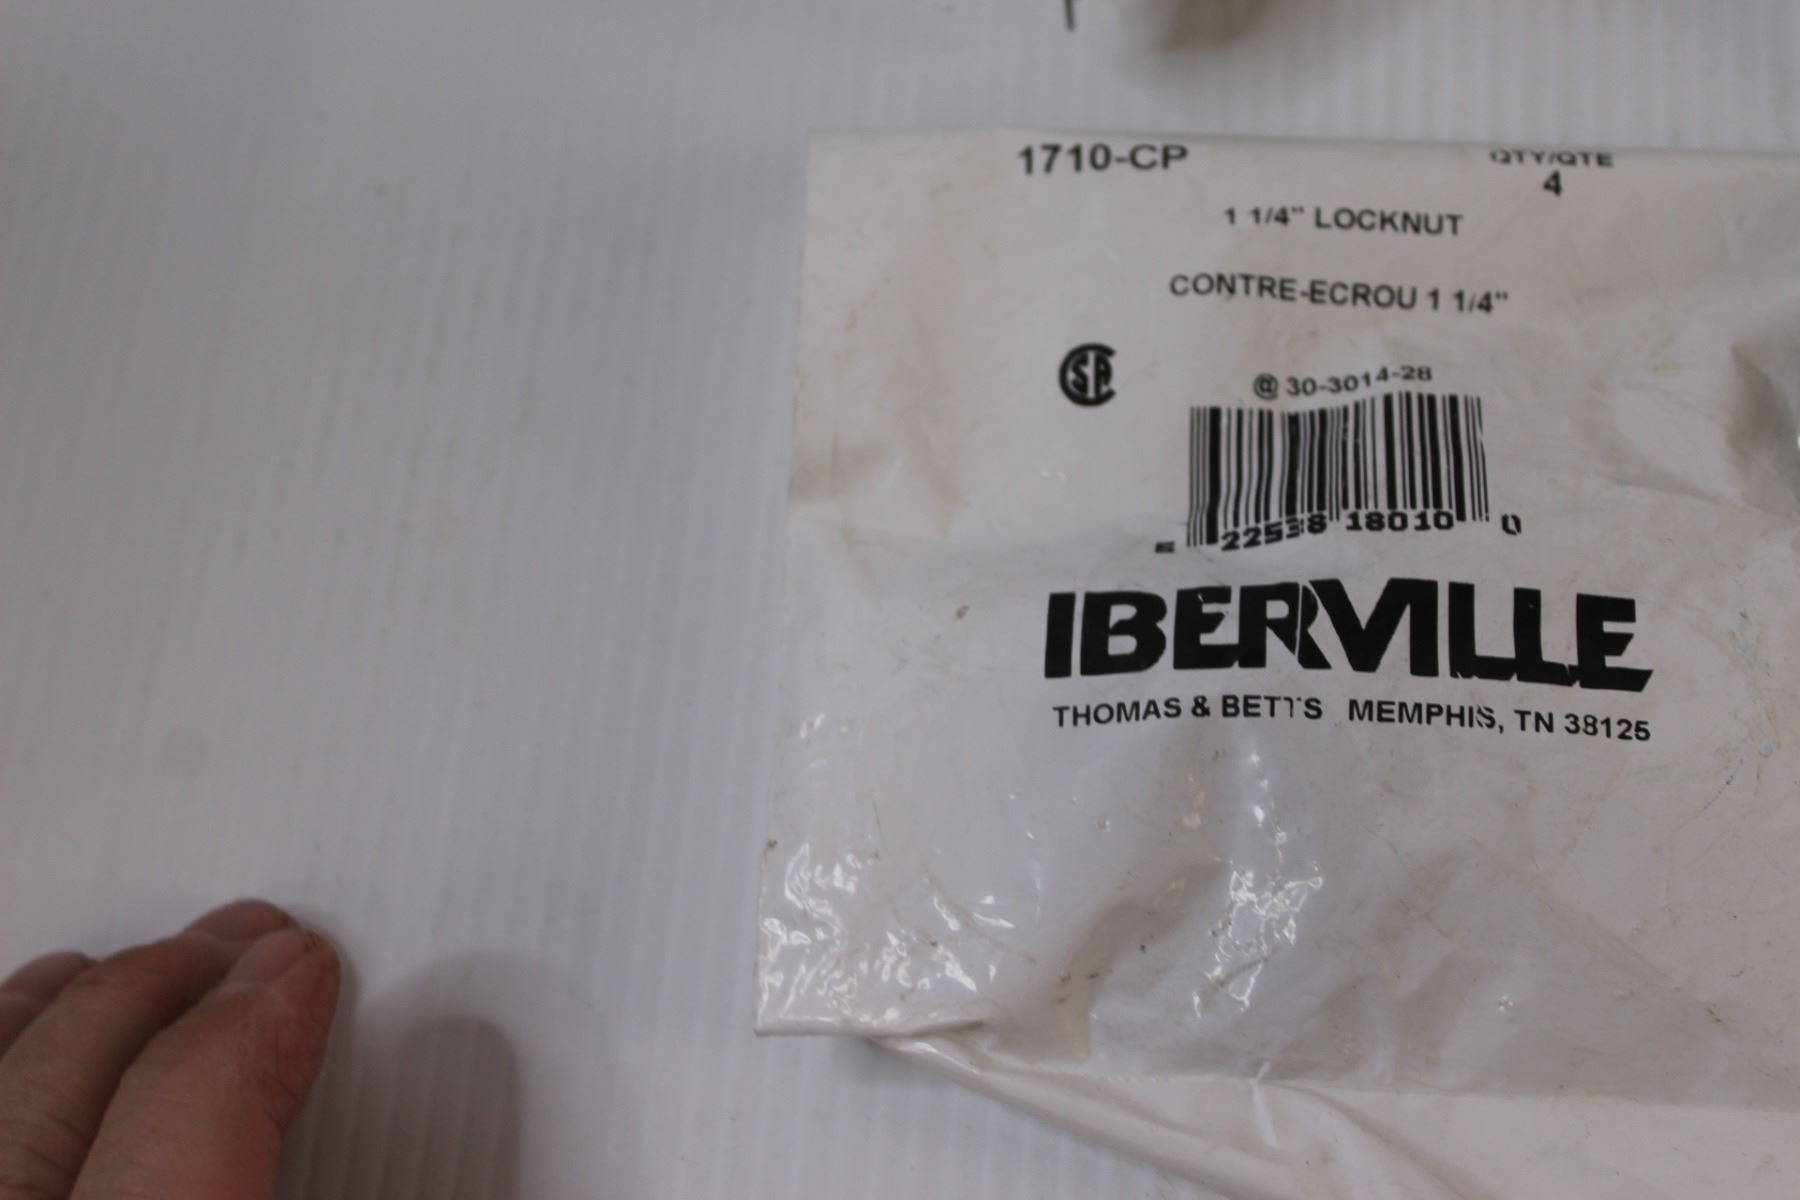 1710-CP
QTY/QTE
4
1 1/4" LOCKNUT
CONTRE-ECROU 1 1/4"
CSA
@ 30-3014-28
22538 18010 0
IBERVILLE
THOMAS & BETTS MEMPHIS, TN 38125